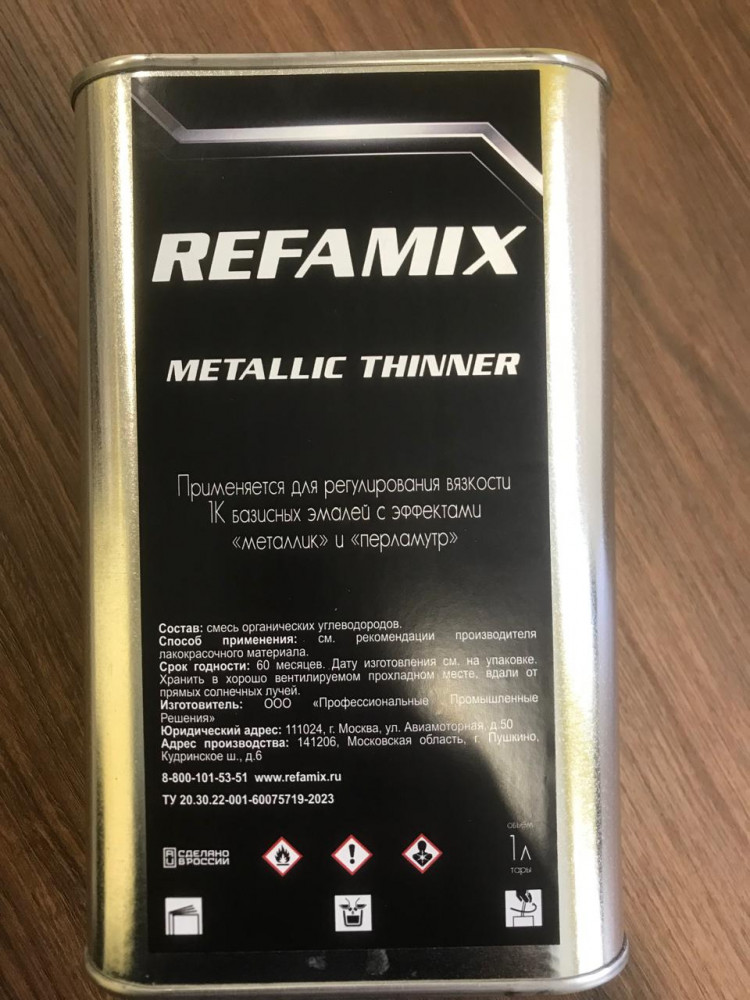 REFAMIX
METALLIC THINNER
Применяется для регулирования вязкости
1К базисных эмалей с эффектами
«металлик» и «перламутр»
Состав: смесь органических углеводородов.
Способ применения: см. рекомендации производителя
лакокрасочного материала.
Срок годности: 60 месяцев. Дату изготовления см. на упаковке.
Хранить в хорошо вентилируемом прохладном месте, вдали от
прямых солнечных лучей.
Изготовитель: ООО «Профессиональные Промышленные
Решения»
Юридический адрес: 111024, г. Москва, ул. Авиамоторная, д.50
Адрес производства: 141206, Московская область, г. Пушкино,
Кудринское ш., д.6
8-800-101-53-51 www.refamix.ru
ТУ 20.30.22-001-60075719-2023
СДЕЛАНО
В РОССИИ
объем
1л
тары